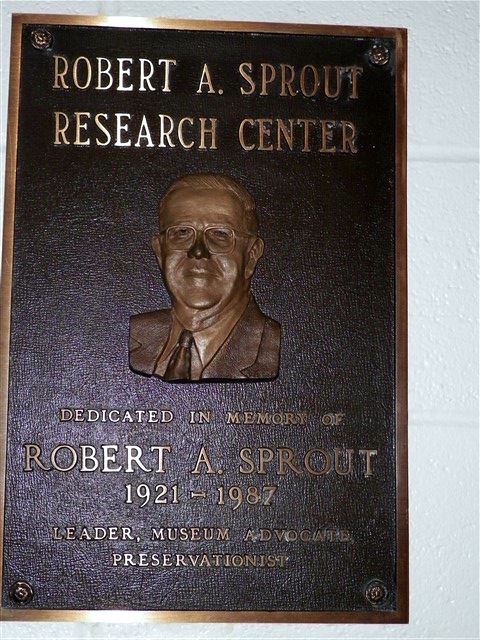 ROBERT A. SPROUT
RESEARCH CENTER
DEDICATED IN MEMORY OF
ROBERT A. SPROUT
1921 - 1987
LEADER, MUSEUM ADVOCATE,
PRESERVATIONIST